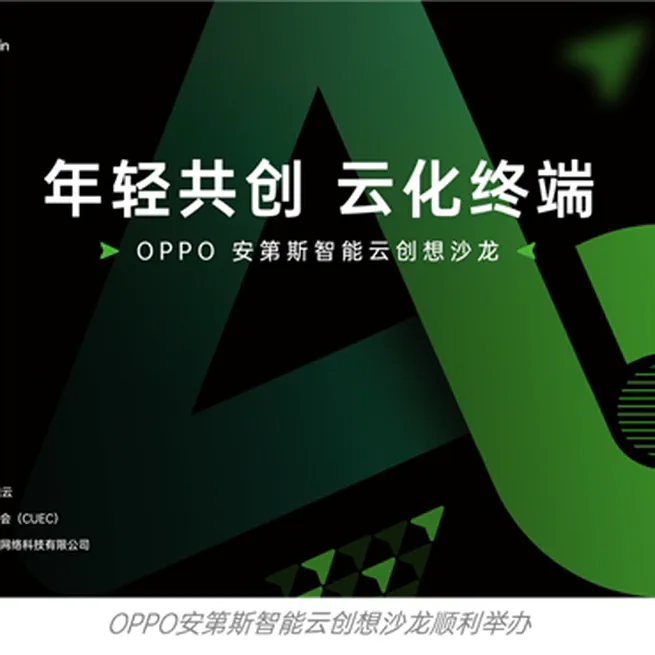 in
年轻共创 云化终端
OPPO 安第斯智能云创想沙龙
云
会（CUEC）
网络科技有限公司
OPPO安第斯智能云创想沙龙顺利举办